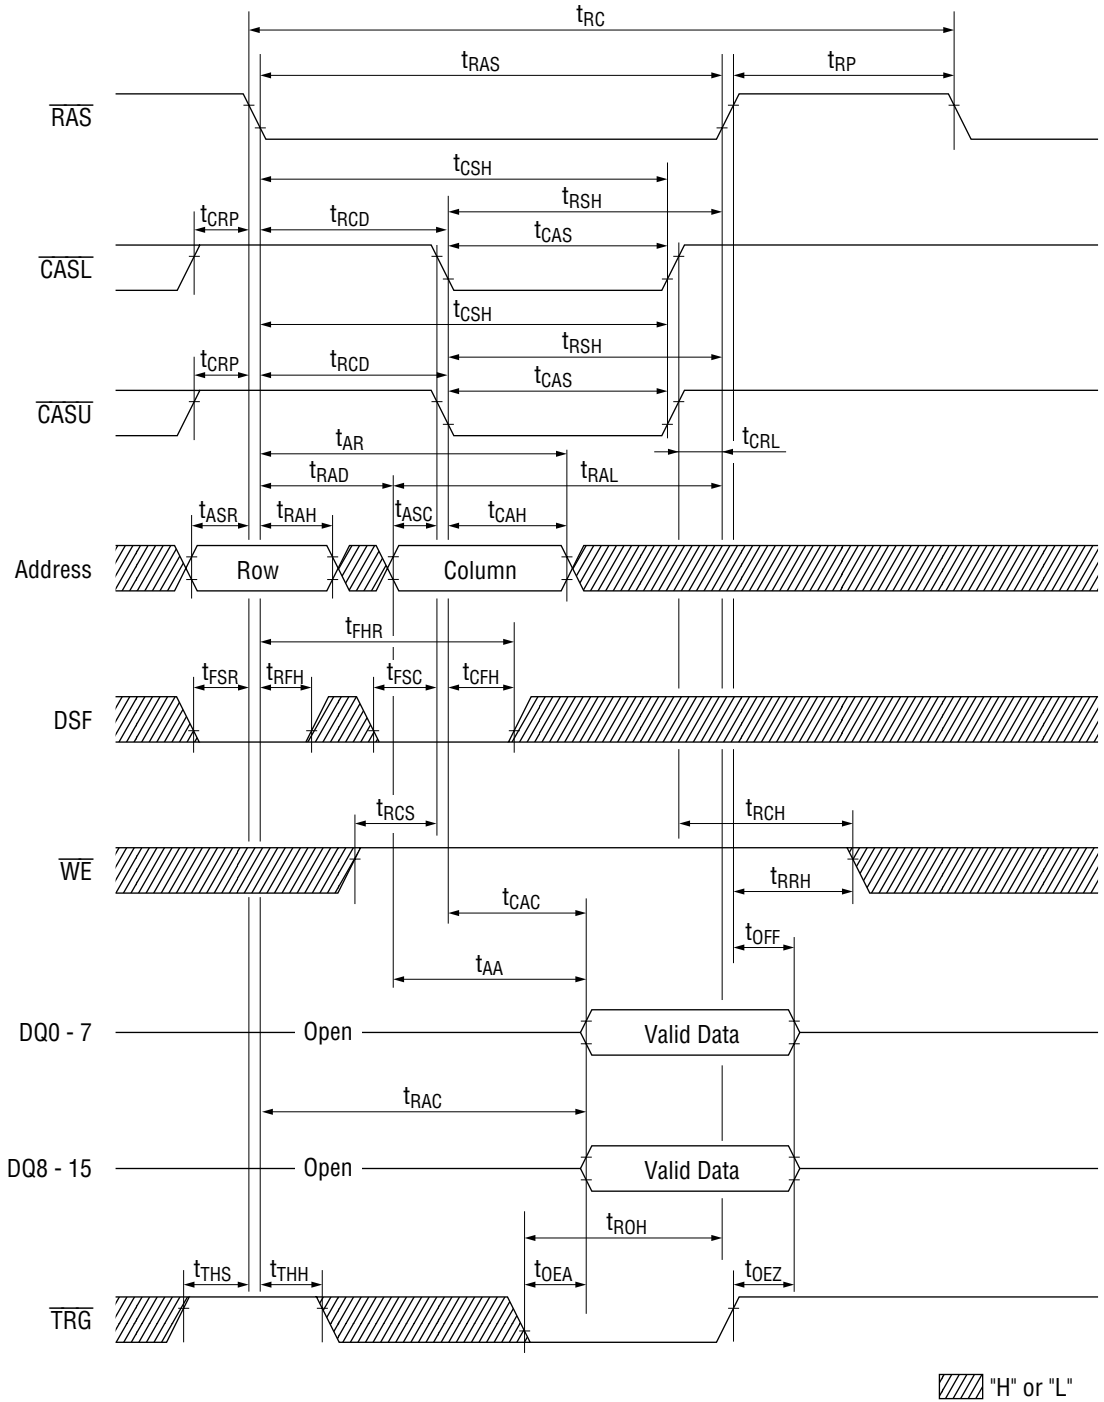 tRC
tRAS tRP
RAS
tCSH
tRSH
tCRP tRCD tCAS
CASL
tCSH
tRSH
tCRP tRCD tCAS
CASU
tAR tCRL
tRAD tRAL
tASR tRAH tASC tCAH
Address Row Column
tFHR
tFSR tRFH tFSC tCFH
DSF
tRCS tRCH
WE
tRRH
tCAC
tOFF
tAA
DQ0 - 7 Open Valid Data
tRAC
DQ8 - 15 Open Valid Data
tROH
tTHS tTHH tOEA tOEZ
TRG
"H" or "L"